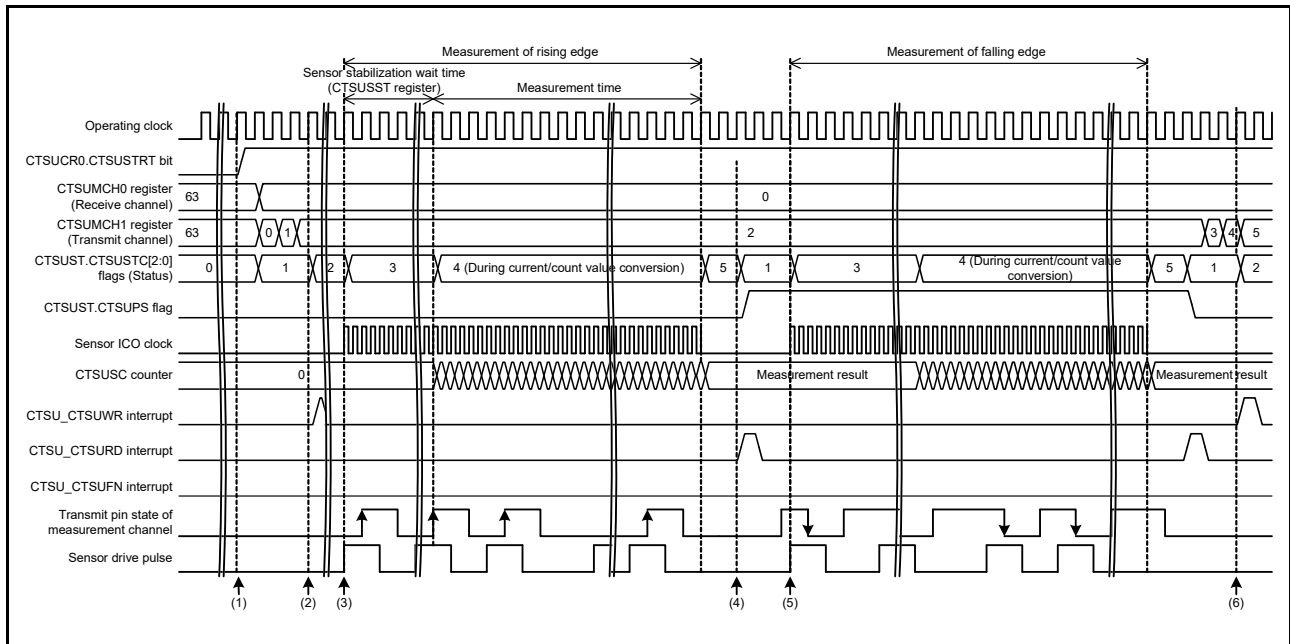 Measurement of rising edge
Measurement of falling edge
Sensor stabilization wait time
(CTSUSST register)
Measurement time
Operating clock
CTSUCR0.CTSUSTRT bit
CTSUMCH0 register
(Receive channel)
63
0
CTSUMCH1 register
(Transmit channel)
63
0
1
2
3
4
5
CTSUST.CTSUSTC[2:0]
flags (Status)
0
1
2
3
4 (During current/count value conversion)
5
1
3
4 (During current/count value
conversion)
5
1
2
CTSUST.CTSUPS flag
Sensor ICO clock
CTSUSC counter
0
Measurement result
Measurement result
CTSU_CTSUWR interrupt
CTSU_CTSURD interrupt
CTSU_CTSUFN interrupt
Transmit pin state of
measurement channel
Sensor drive pulse
(1)
(2)
(3)
(4)
(5)
(6)